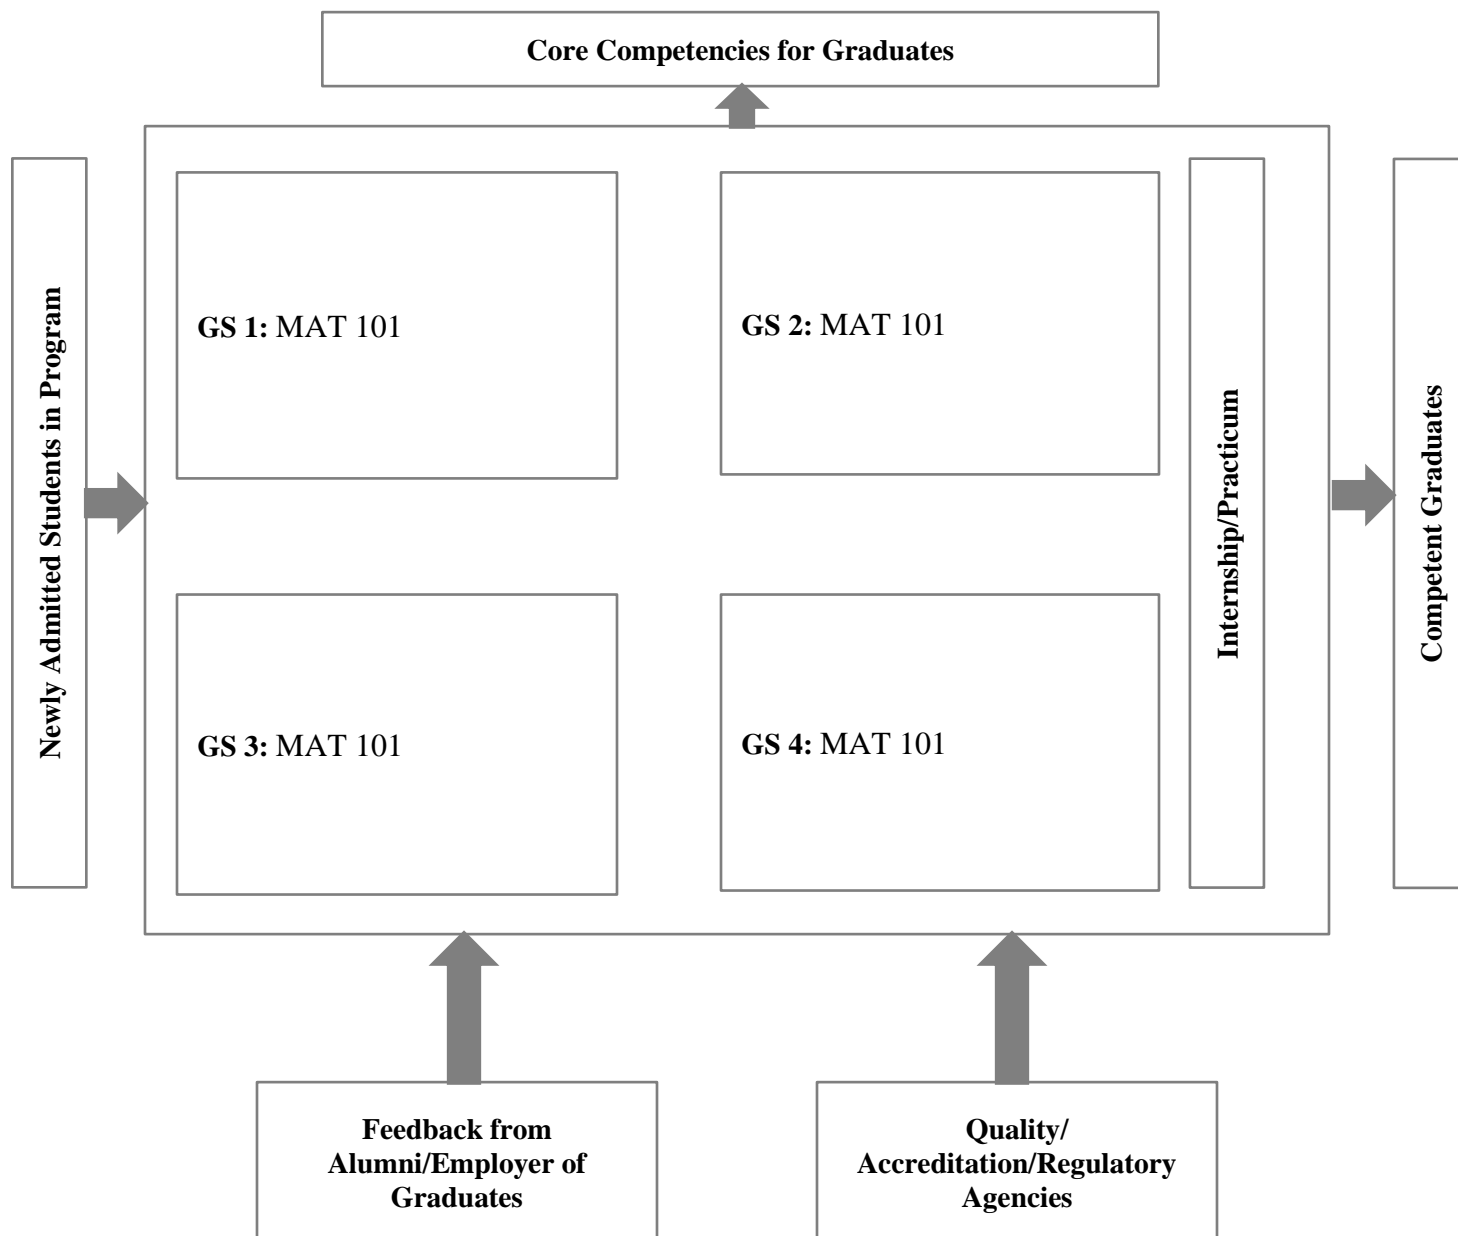 Core Competencies for Graduates
Newly Admitted Students in Program
GS 1: MAT 101
GS 2: MAT 101
GS 3: MAT 101
GS 4: MAT 101
Internship/Practicum
Competent Graduates
Feedback from
Alumni/Employer of
Graduates
Quality/
Accreditation/Regulatory
Agencies